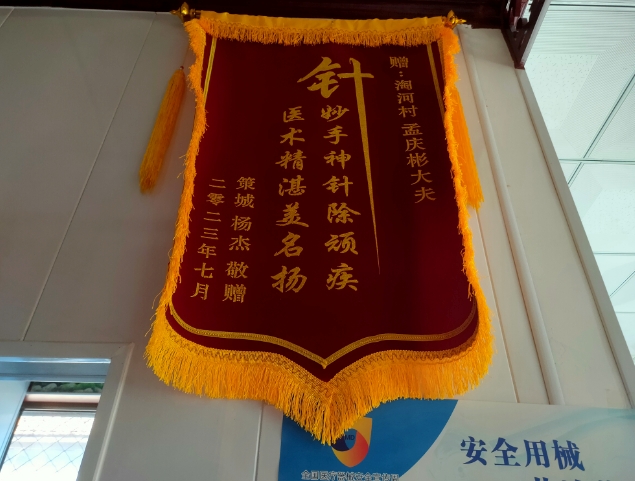 赠：洵河村 孟庆彬大夫
针
妙手神针除顽疾
医术精湛美名扬
策城 杨杰 敬赠
二零二三年七月
安全用械